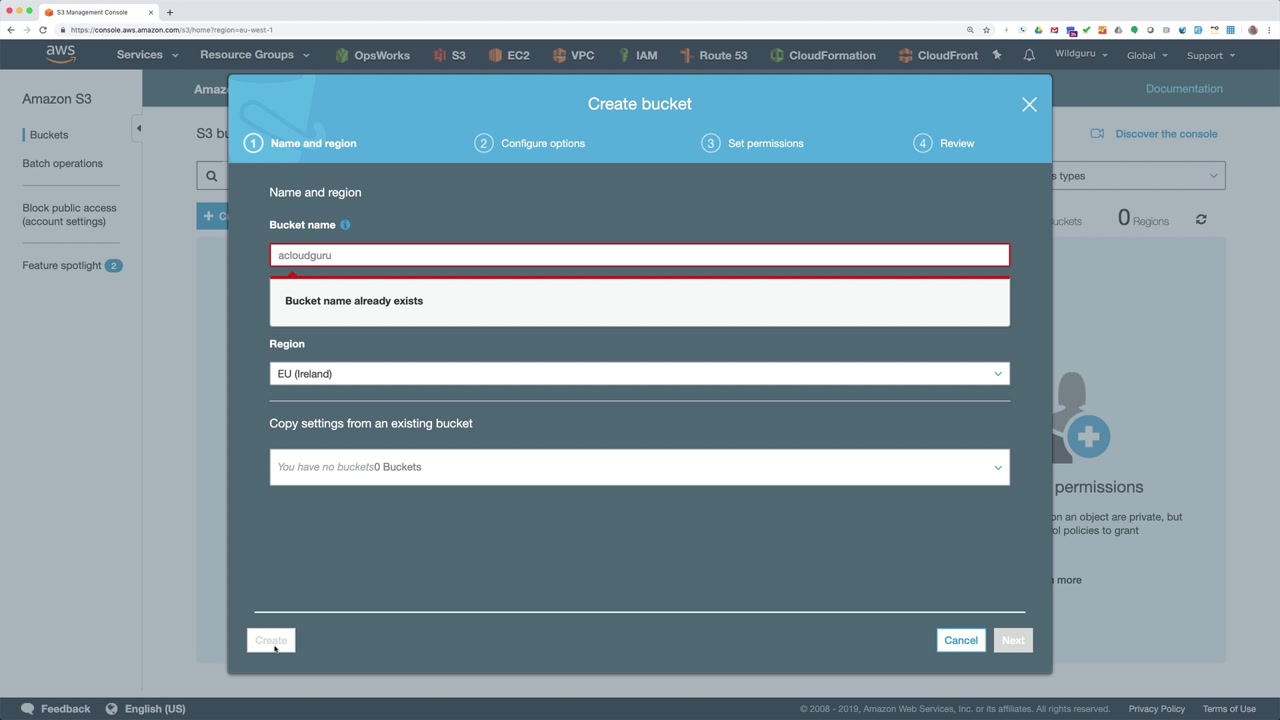 S3 Management Console
https://console.aws.amazon.com/s3/home?region=eu-west-1
aws
Services
Resource Groups
OpsWorks
S3
EC2
VPC
IAM
Route 53
CloudFormation
CloudFront
Wildguru
Global
Support
Amazon S3
Buckets
Batch operations
Block public access
(account settings)
Feature spotlight 2
Amaz
Documentation
S3 bu
Discover the console
s types
+ C
uckets
0 Regions
Create bucket
1 Name and region
2 Configure options
3 Set permissions
4 Review
Name and region
Bucket name
acloudguru
Bucket name already exists
Region
EU (Ireland)
Copy settings from an existing bucket
You have no buckets0 Buckets
Create
Cancel
Next
permissions
on an object are private, but
ol policies to grant
more
Feedback
English (US)
© 2008 - 2019, Amazon Web Services, Inc. or its affiliates. All rights reserved.
Privacy Policy
Terms of Use